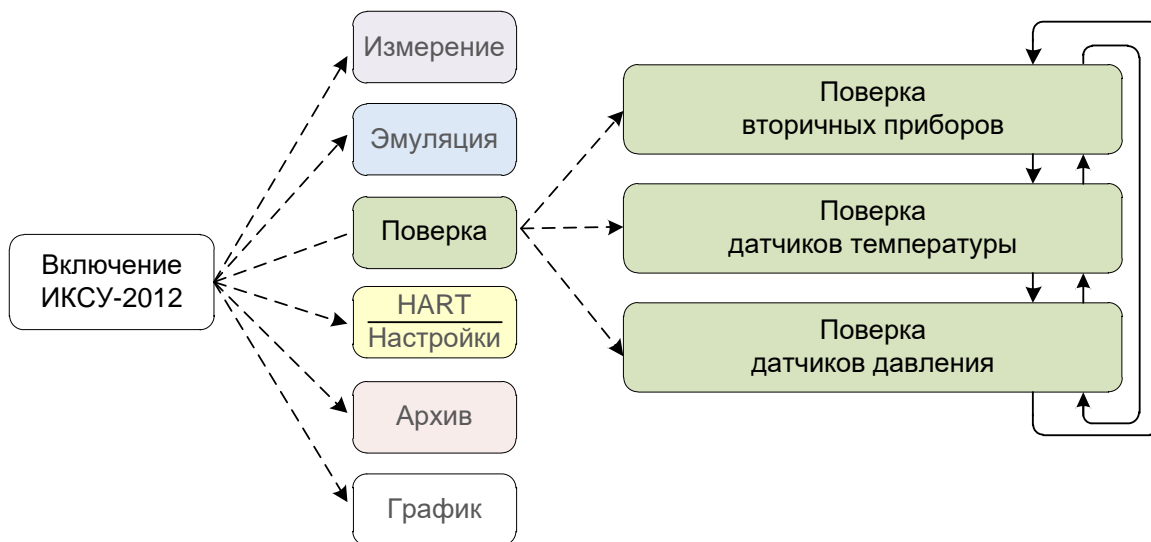 Включение
ИКСУ-2012
Измерение
Эмуляция
Поверка
HART
Настройки
Архив
График
Поверка
вторичных приборов
Поверка
датчиков температуры
Поверка
датчиков давления